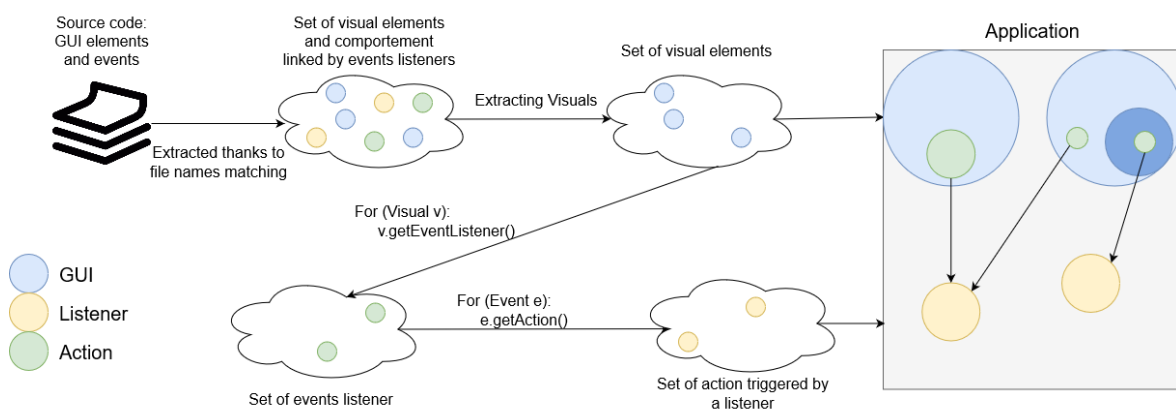 Source code:
GUI elements
and events
Set of visual elements
and comportement
linked by events listeners
Set of visual elements
Application
Extracting Visuals
Extracted thanks to
file names matching
For (Visual v):
v.getEventListener()
GUI
Listener
Action
For (Event e):
e.getAction()
Set of events listener
Set of action triggered by
a listener